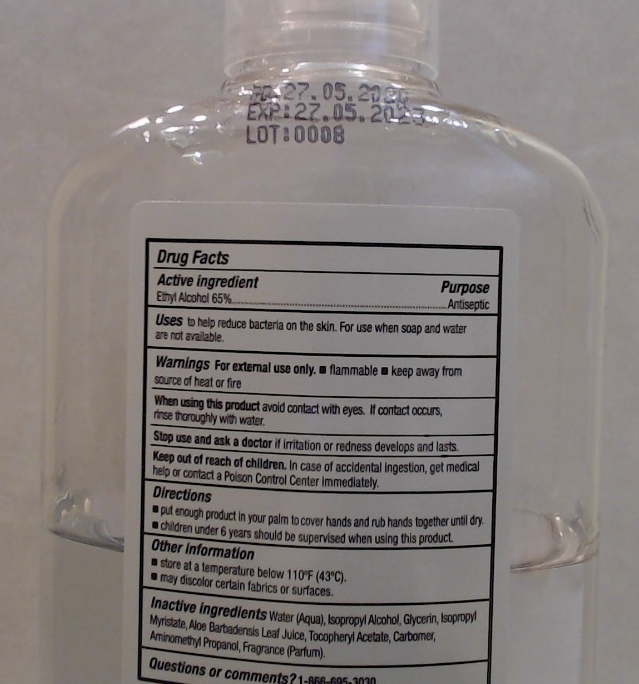 27.05.2020
EXP:27.05.2023
LOT:0008
Drug Facts
Active ingredient Purpose
Ethyl Alcohol 65%........Antiseptic
Uses to help reduce bacteria on the skin. For use when soap and water
are not available.
Warnings For external use only. ■ flammable ■ keep away from
source of heat or fire
When using this product avoid contact with eyes. If contact occurs,
rinse thoroughly with water.
Stop use and ask a doctor if irritation or redness develops and lasts.
Keep out of reach of children. In case of accidental ingestion, get medical
help or contact a Poison Control Center immediately.
Directions
■ put enough product in your palm to cover hands and rub hands together until dry.
■ children under 6 years should be supervised when using this product.
Other information
■ store at a temperature below 110°F (43°C).
■ may discolor certain fabrics or surfaces.
Inactive ingredients Water (Aqua), Isopropyl Alcohol, Glycerin, Isopropyl
Myristate, Aloe Barbadensis Leaf Juice, Tocopheryl Acetate, Carbomer,
Aminomethyl Propanol, Fragrance (Parfum).
Questions or comments? 1-866-695-3030